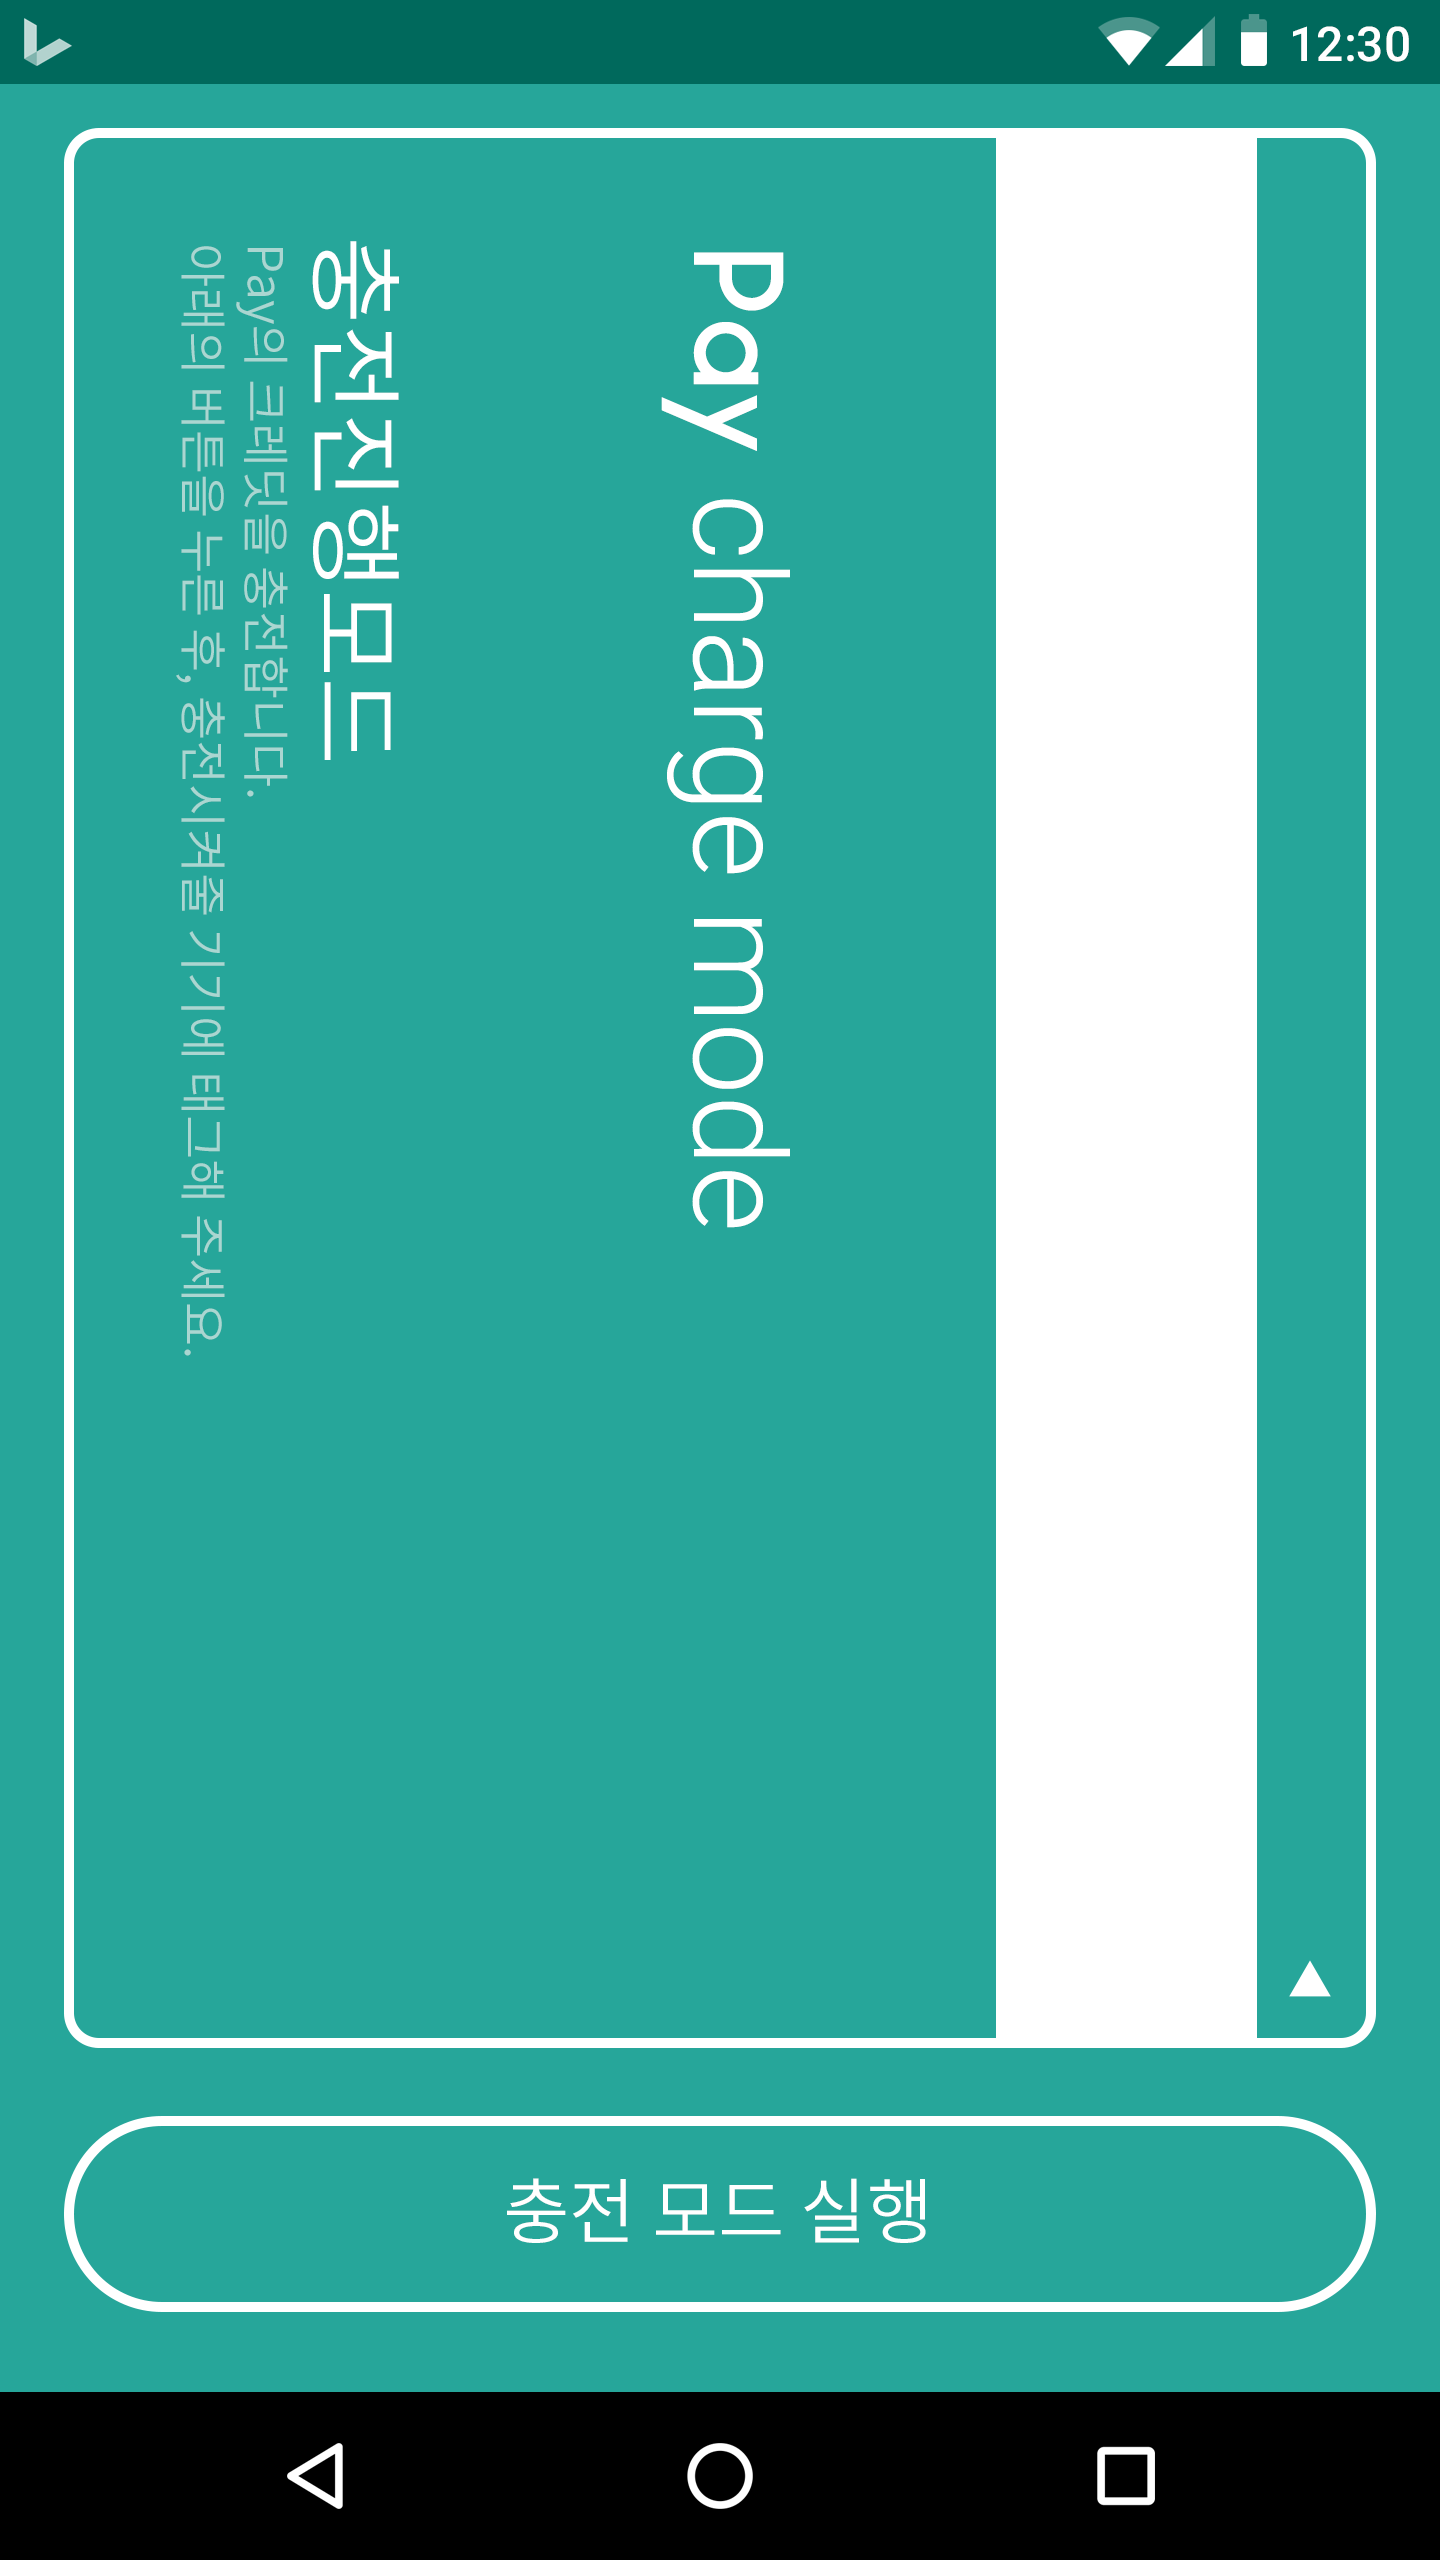 12:30
Pay charge mode
충전진행모드
Pay의 크레딧을 충전합니다.
아래의 버튼을 누른 후, 충전시켜줄 기기에 태그해 주세요.
충전 모드 실행